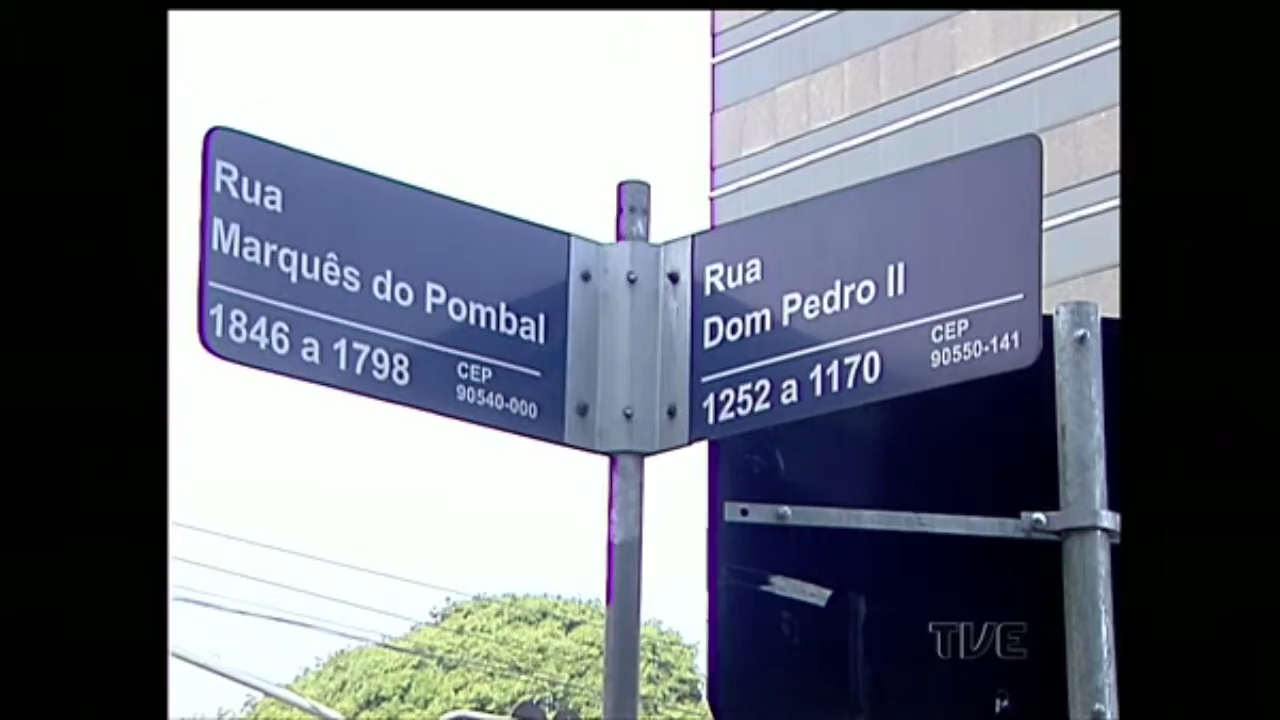 Rua
Marquês do Pombal
1846 a 1798
CEP
90540-000
Rua
Dom Pedro II
1252 a 1170
CEP
90550-141
TVE